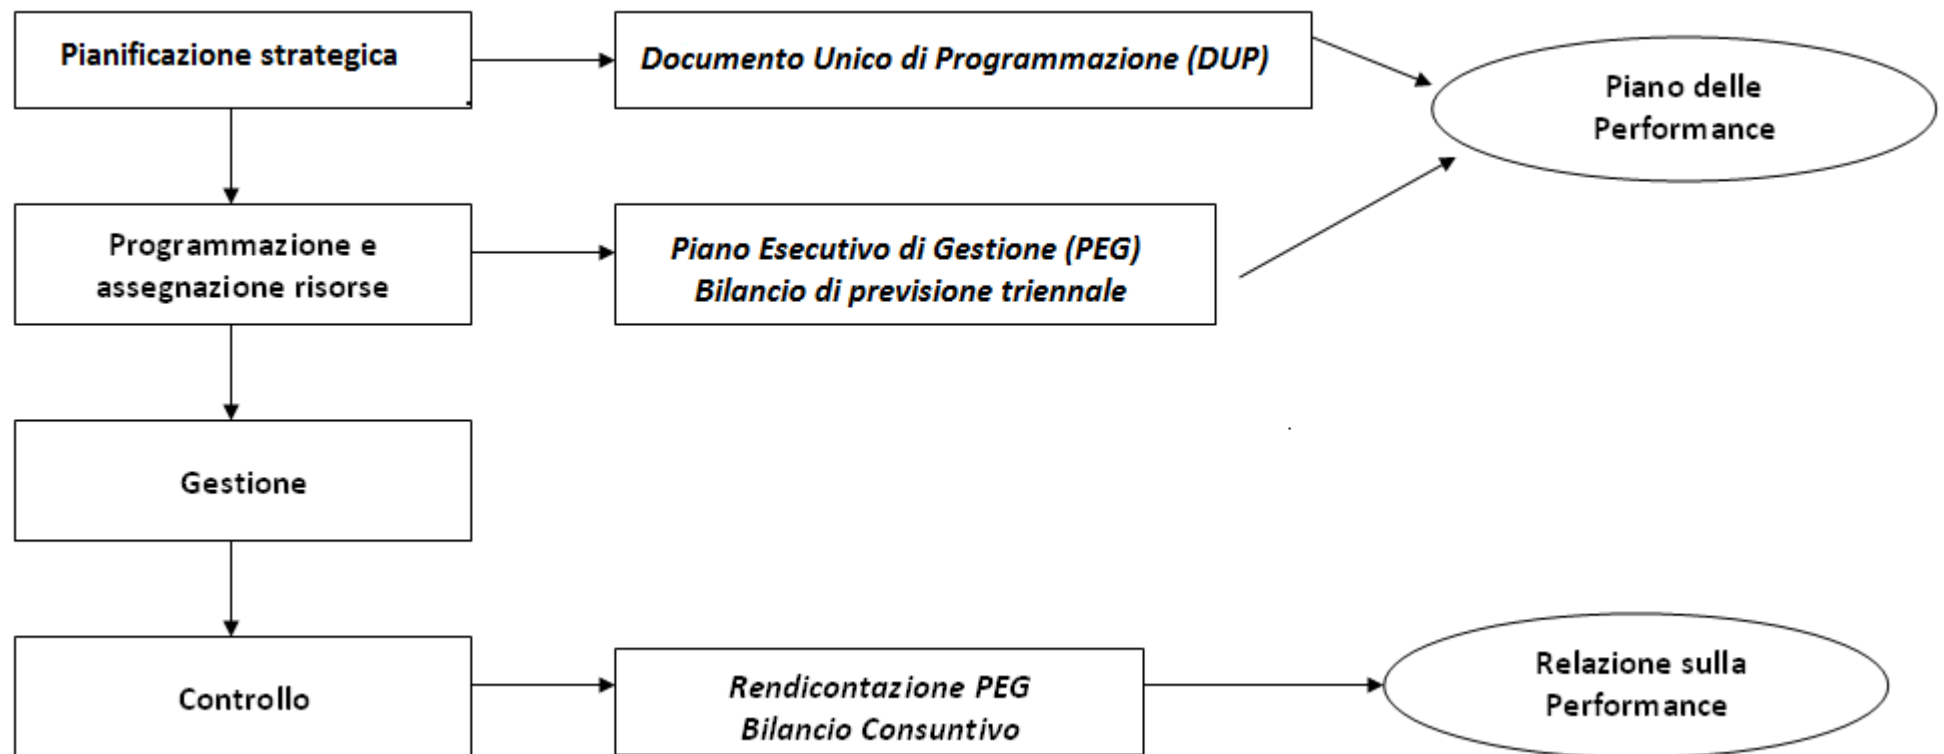 Pianificazione strategica
Documento Unico di Programmazione (DUP)
Piano delle
Performance
Programmazione e
assegnazione risorse
Piano Esecutivo di Gestione (PEG)
Bilancio di previsione triennale
Gestione
Controllo
Rendicontazione PEG
Bilancio Consuntivo
Relazione sulla
Performance